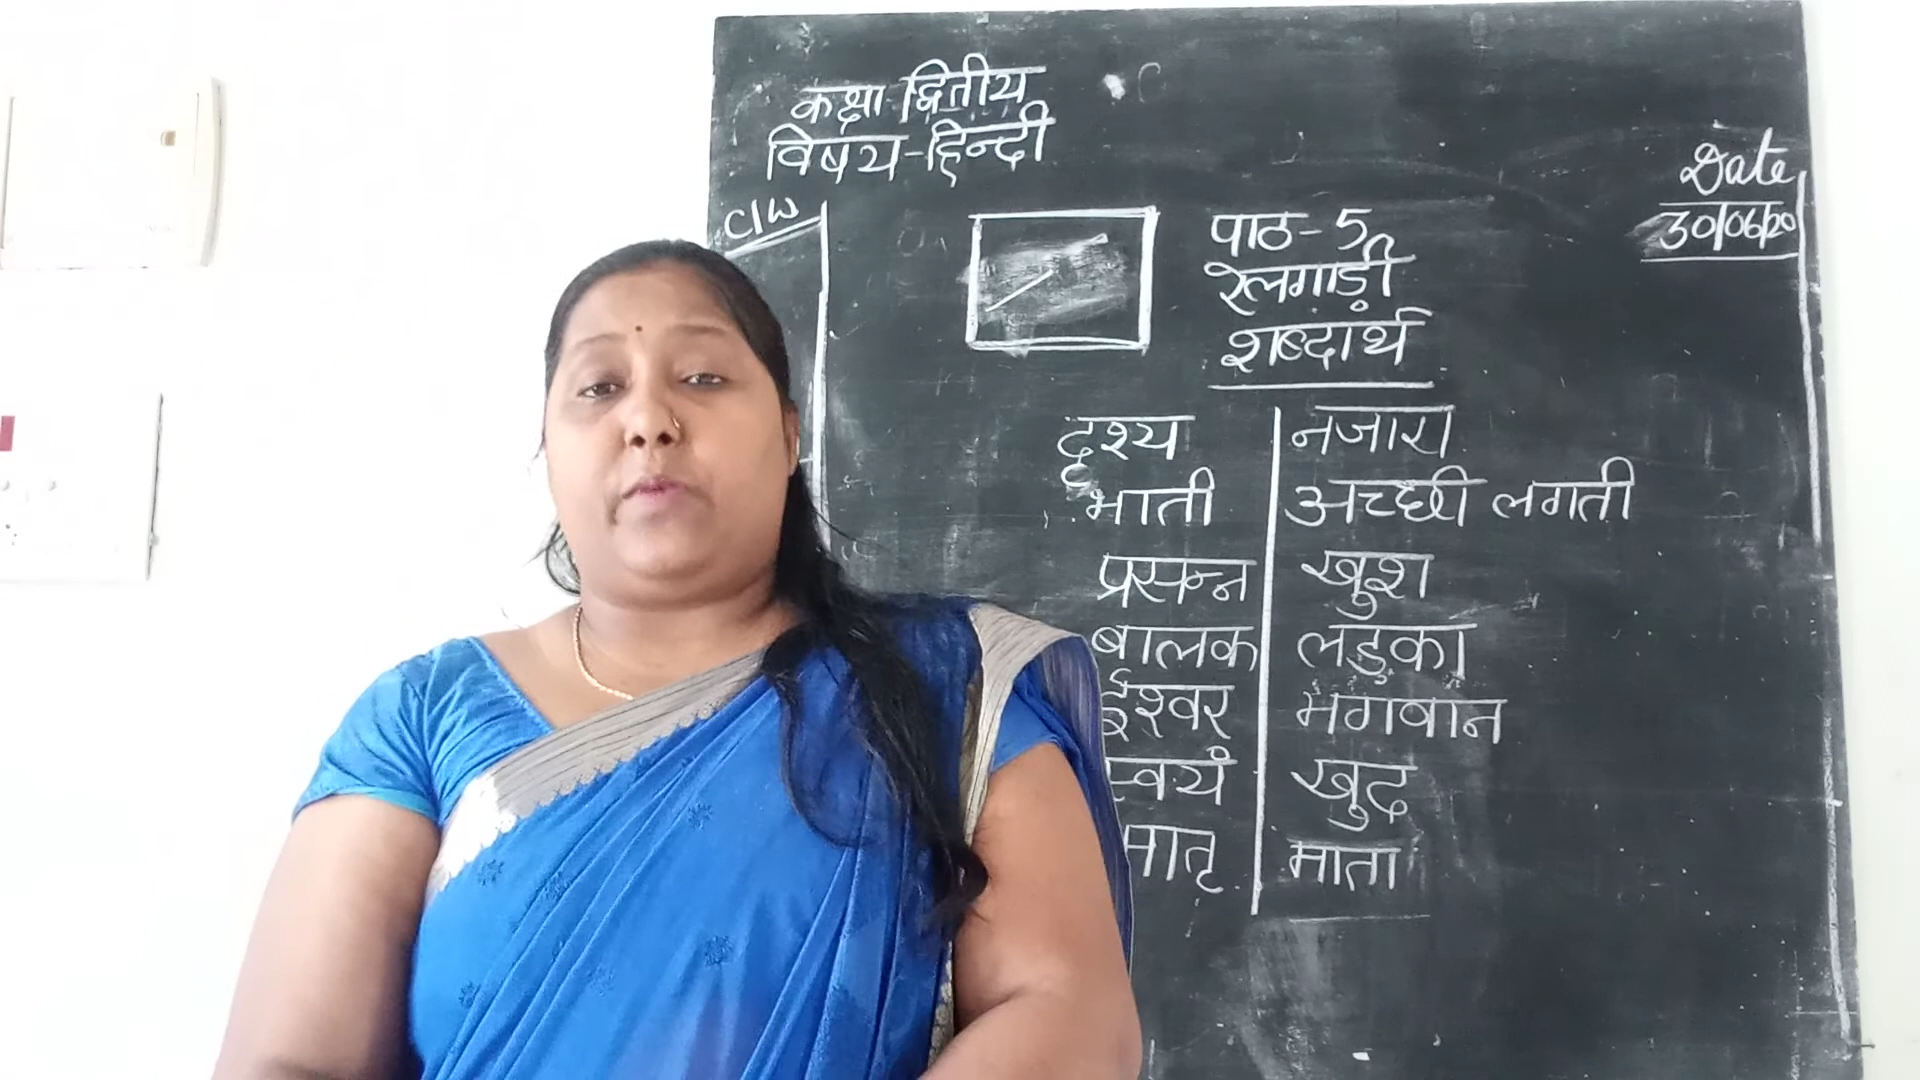 कक्षा द्वितीय
विषय-हिन्दी
C/W
Date
30/06/20
पाठ-5
रेलगाड़ी
शब्दार्थ
दृश्य नजारा
भाती अच्छी लगती
प्रसन्न खुश
बालक लड़का
ईश्वर भगवान
स्वयं खुद
मातृ माता